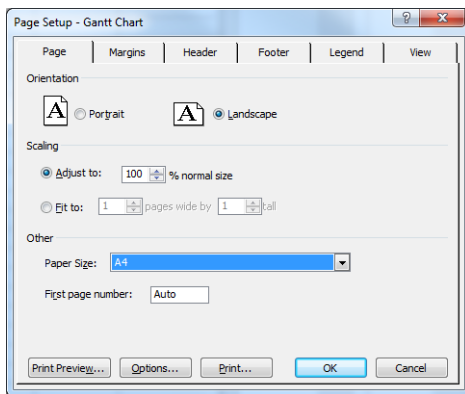 Page Setup - Gantt Chart
Page Margins Header Footer Legend View
Orientation
A Portrait A Landscape
Scaling
Adjust to: 100 % normal size
Fit to: 1 pages wide by 1 tall
Other
Paper Size: A4
First page number: Auto
Print Preview... Options... Print... OK Cancel